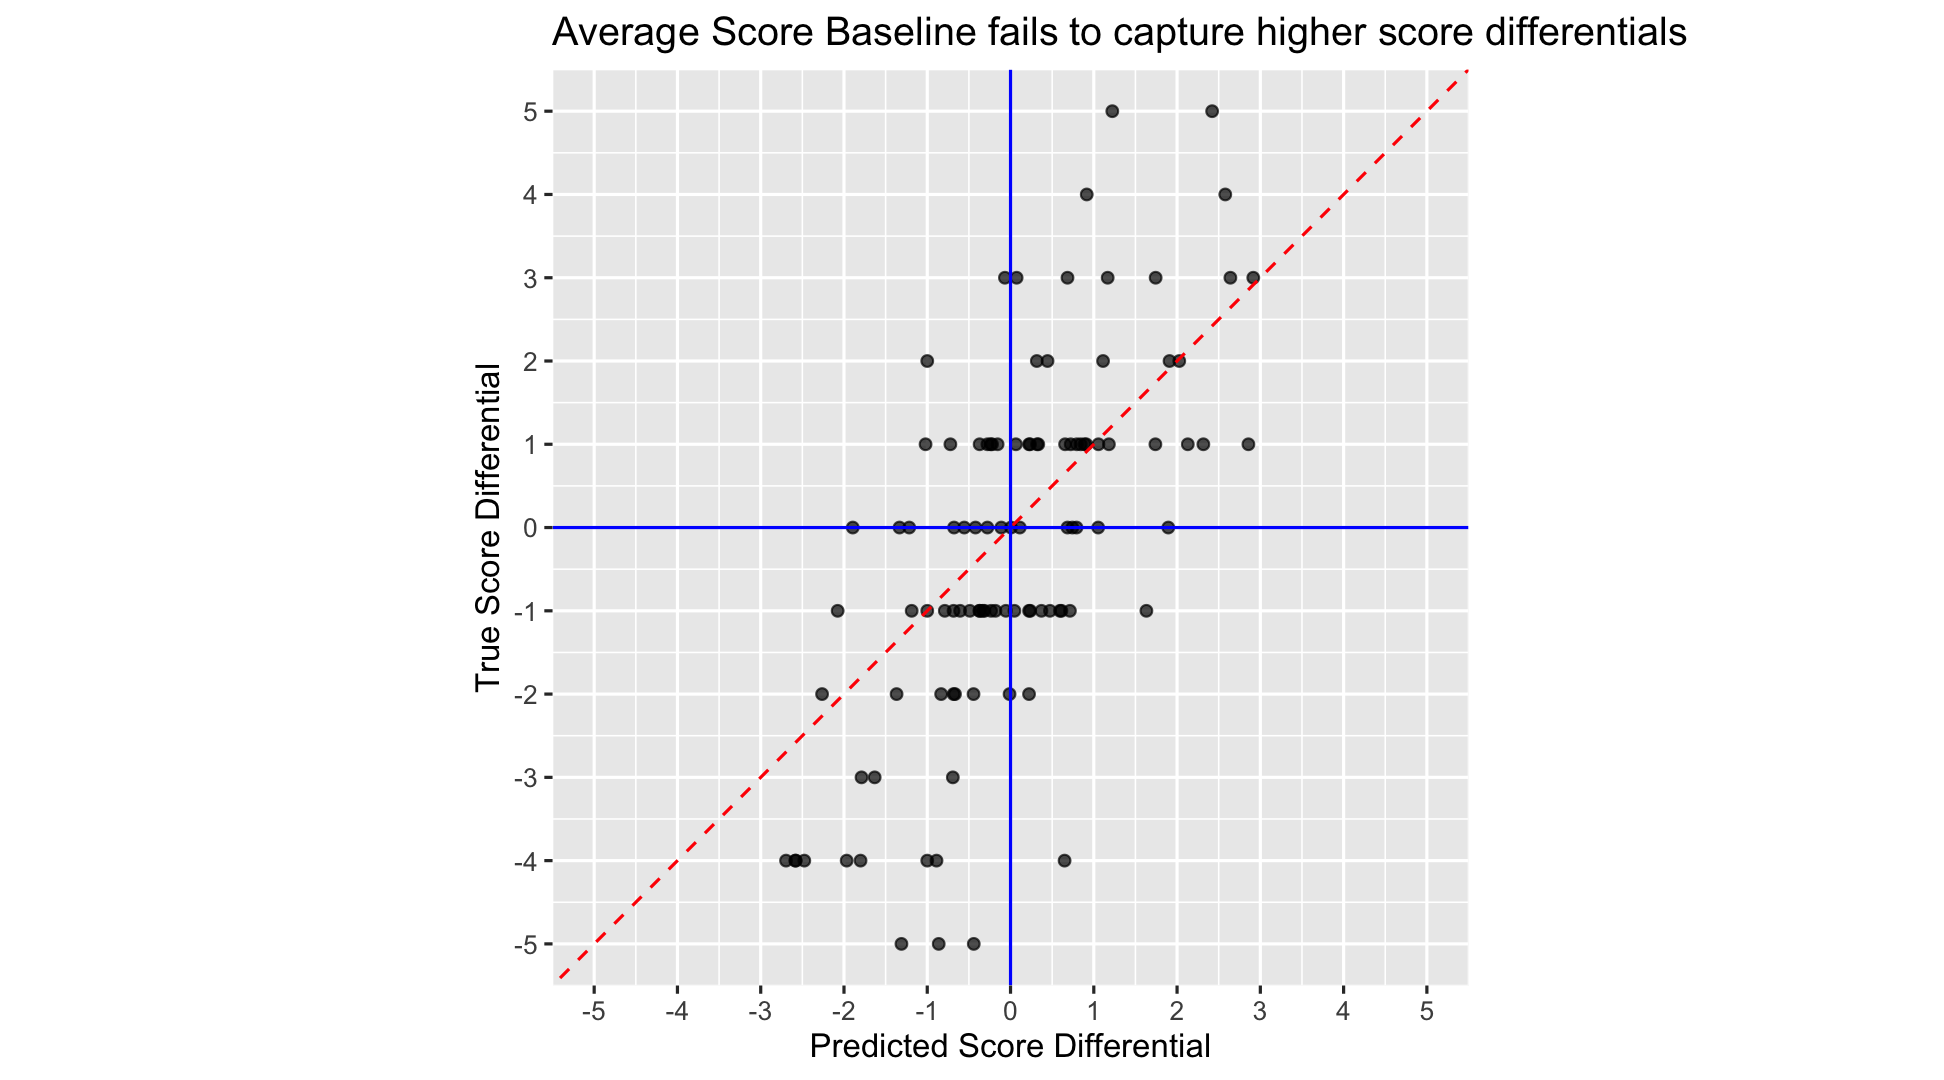 Average Score Baseline fails to capture higher score differentials
5
4
3
2
1
0
-1
-2
-3
-4
-5
True Score Differential
-5 -4 -3 -2 -1 0 1 2 3 4 5
Predicted Score Differential